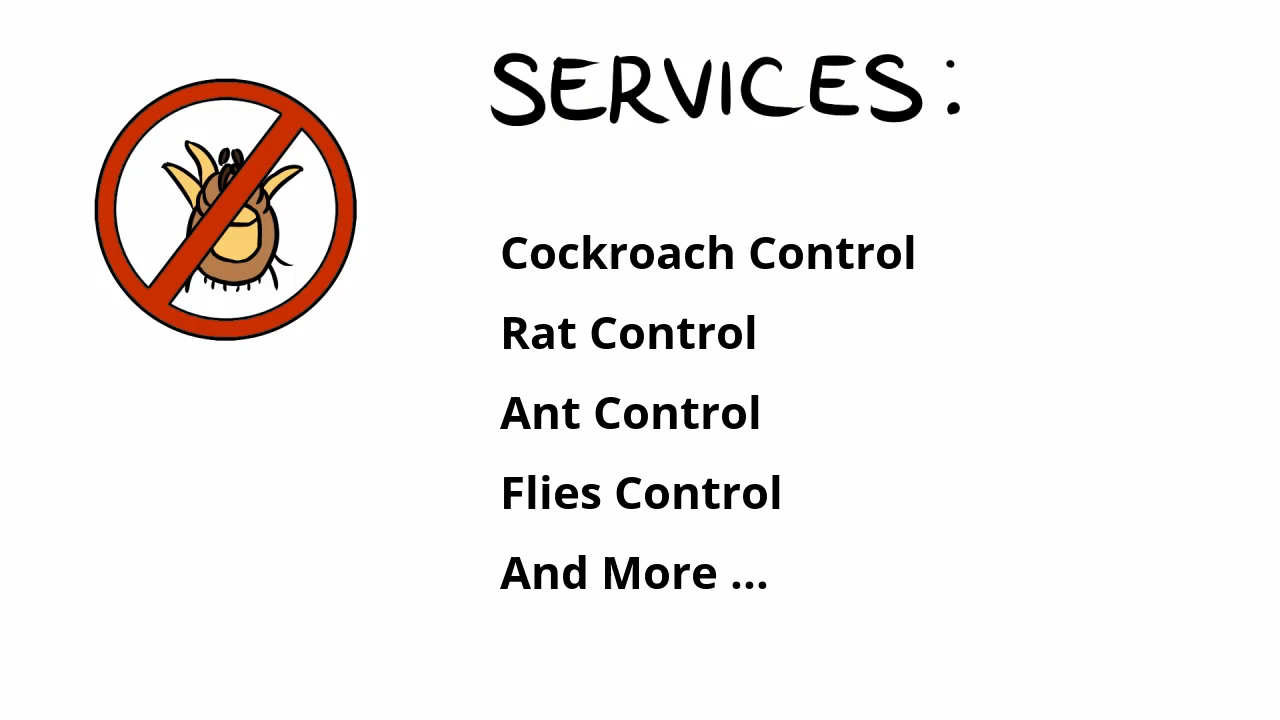 SERVICES:
Cockroach Control
Rat Control
Ant Control
Flies Control
And More ...